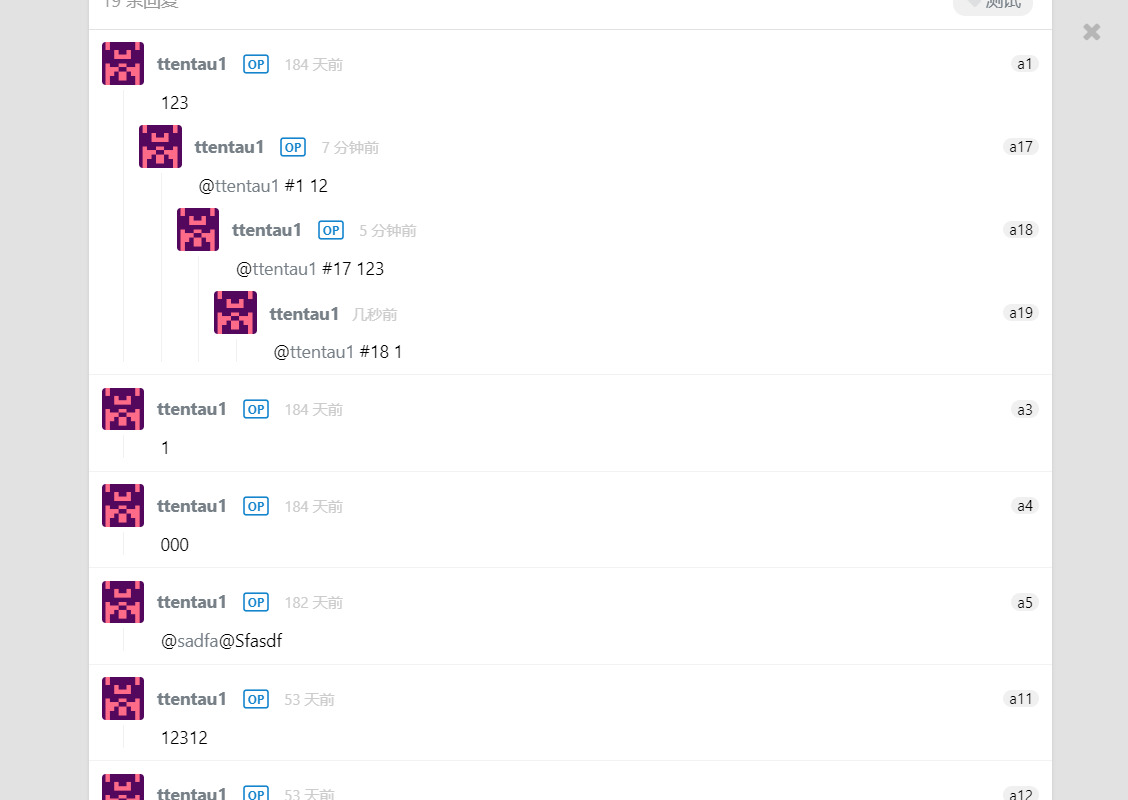 19 条回复
测试
ttentau1 OP 184 天前 a1
123
ttentau1 OP 7 分钟前 a17
@ttentau1 #1 12
ttentau1 OP 5 分钟前 a18
@ttentau1 #17 123
ttentau1 几秒前 a19
@ttentau1 #18 1
ttentau1 OP 184 天前 a3
1
ttentau1 OP 184 天前 a4
000
ttentau1 OP 182 天前 a5
@sadfa@Sfasdf
ttentau1 OP 53 天前 a11
12312
ttentau1 OP 53 天前 a12